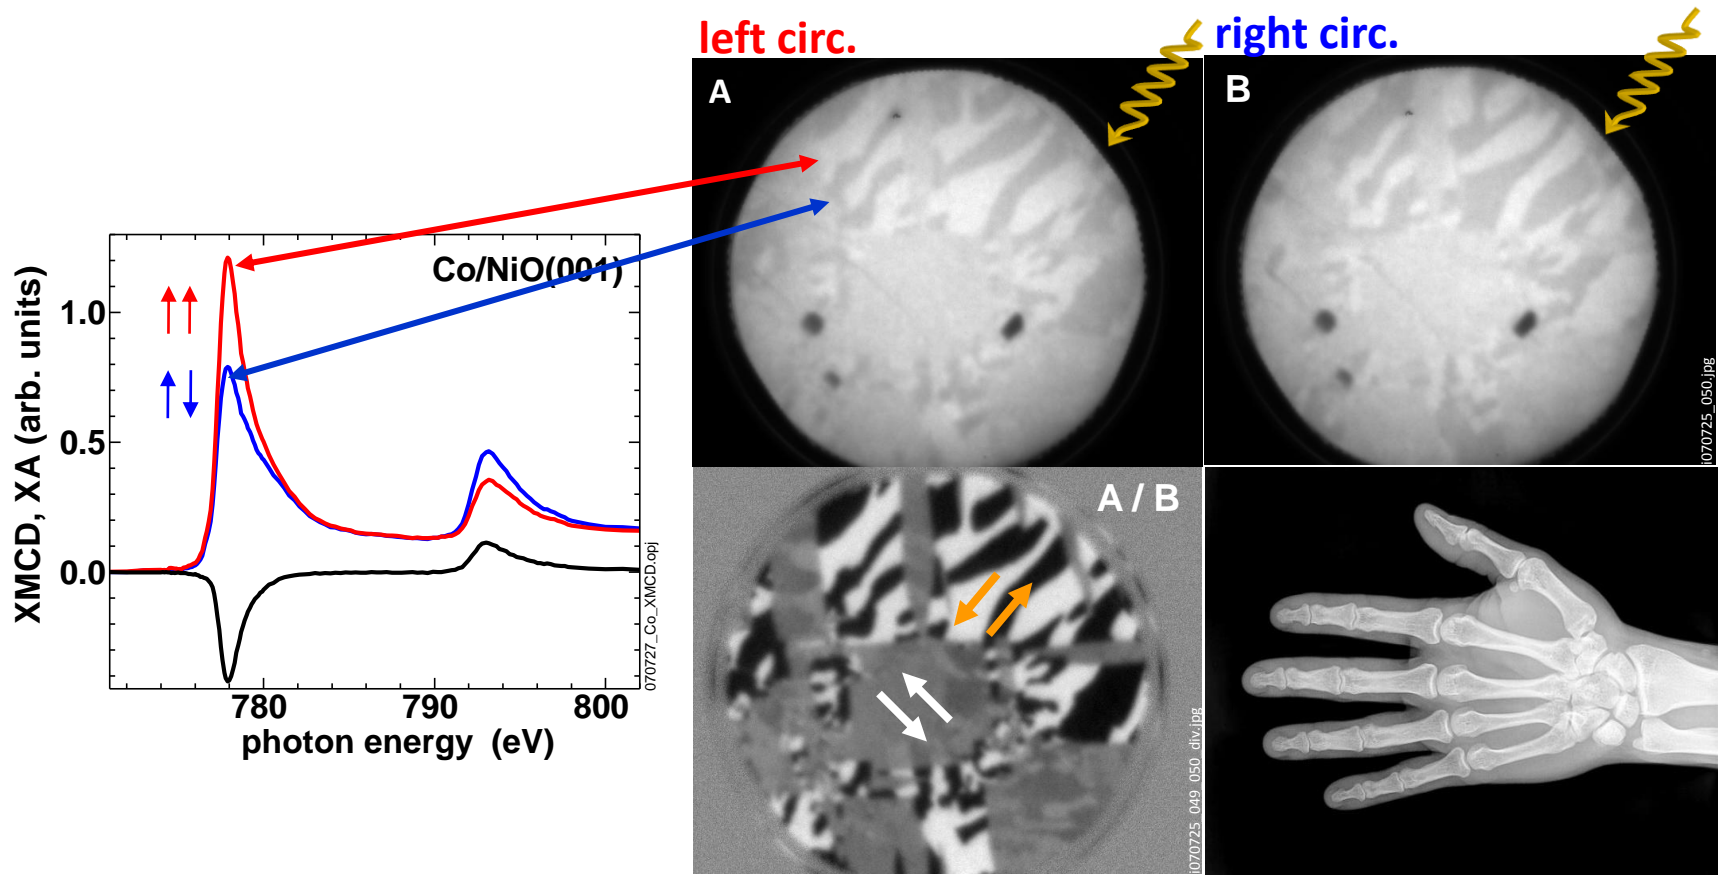 left circ.
right circ.
A
B
Co/NiO(001)
XMCD, XA (arb. units)
1.0
0.5
0.0
780
790
800
photon energy (eV)
070727_Co_XMCD.opj
i070725_050.jpg
A / B
i070725_049_050_div.jpg